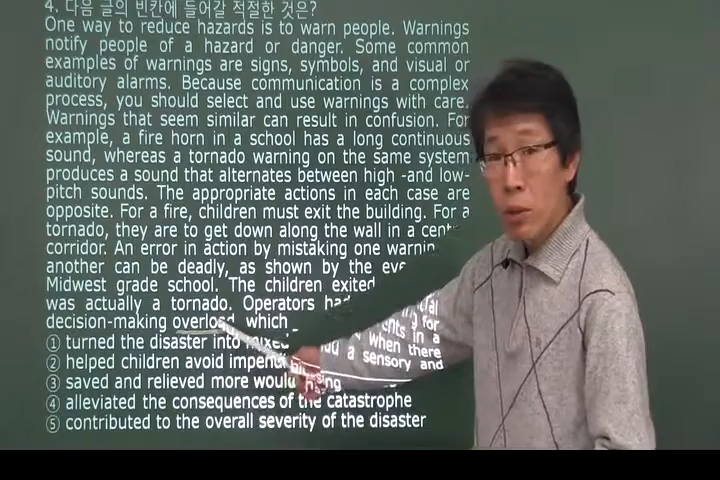 4. 다음 글의 빈칸에 들어갈 적절한 것은?
One way to reduce hazards is to warn people. Warnings
notify people of a hazard or danger. Some common
examples of warnings are signs, symbols, and visual or
auditory alarms. Because communication is a complex
process, you should select and use warnings with care.
Warnings that seem similar can result in confusion. For
example, a fire horn in a school has a long continuous
sound, whereas a tornado warning on the same system
produces a sound that alternates between high -and low-
pitch sounds. The appropriate actions in each case are
opposite. For a fire, children must exit the building. For a
tornado, they are to get down along the wall in a
corridor. An error in action by mistaking one
another can be deadly, as shown by the
Midwest grade school. The children exited
was actually a tornado. Operators
decision-making overload, which
when there
a sensory and
① turned the disaster into
② helped children avoid
③ saved and relieved more would
④ alleviated the consequences of the catastrophe
⑤ contributed to the overall severity of the disaster